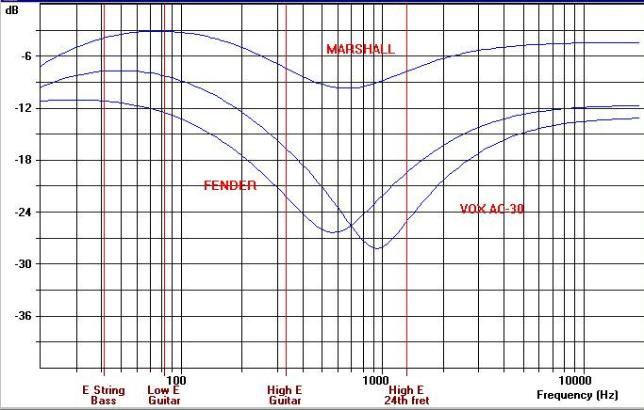 dB
MARSHALL
-6
-12
-18
FENDER
VOX AC-30
-24
-30
-36
100 1000 10000
E String Low E High E High E Frequency (Hz)
Bass Guitar Guitar 24th fret